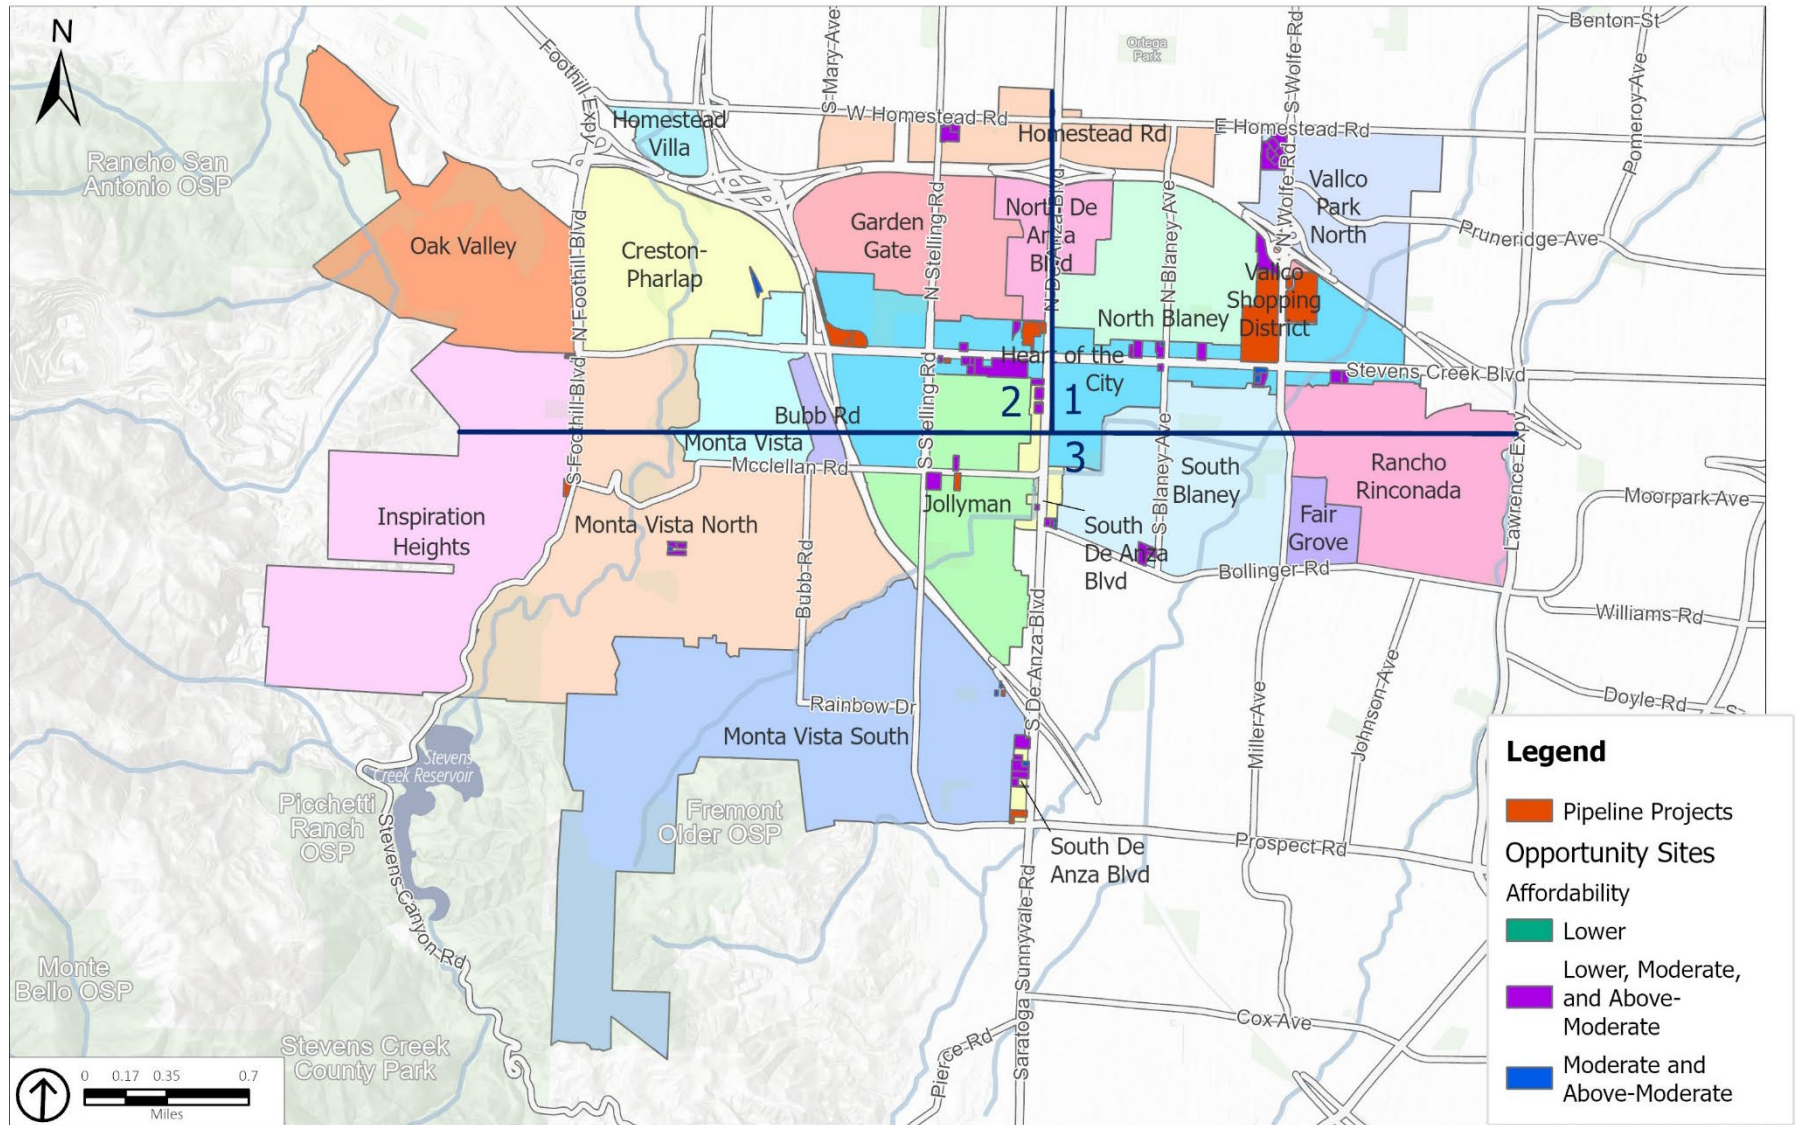 N
Foothill Expy
S Mary Ave
Ortega
Park
S Wolfe Rd
Benton St
Pomeroy Ave
W Homestead Rd
Homestead Rd
E Homestead Rd
Homestead
Villa
Rancho San
Antonio OSP
Oak Valley
N Foothill Blvd
Creston-
Pharlap
Garden
Gate
N Stelling Rd
North De
Anza
Blvd
N De Anza Blvd
N Blaney Ave
N Wolfe Rd
Vallco
Park
North
Pruneridge Ave
Vallco
Shopping
District
North Blaney
Heart of the
City
Stevens Creek Blvd
S Foothill Blvd
Bubb Rd
Monta Vista
Mcclellan Rd
S Stelling Rd
2
1
3
S Blaney Ave
South
Blaney
Rancho
Rinconada
Lawrence Expy
Moorpark Ave
Inspiration
Heights
Monta Vista North
Jollyman
South
De Anza
Blvd
Fair
Grove
Bollinger Rd
Williams Rd
Bubb Rd
S De Anza Blvd
Miller Ave
Johnson Ave
Doyle Rd
Rainbow Dr
Monta Vista South
Stevens
Creek Reservoir
Picchetti
Ranch
OSP
Fremont
Older OSP
Stevens Canyon Rd
Prospect Rd
South De
Anza Blvd
Saratoga Sunnyvale Rd
Monte
Bello OSP
Stevens Creek
County Park
Pierce Rd
Cox Ave
0 0.17 0.35 0.7
Miles
Legend
Pipeline Projects
Opportunity Sites
Affordability
Lower
Lower, Moderate,
and Above-
Moderate
Moderate and
Above-Moderate